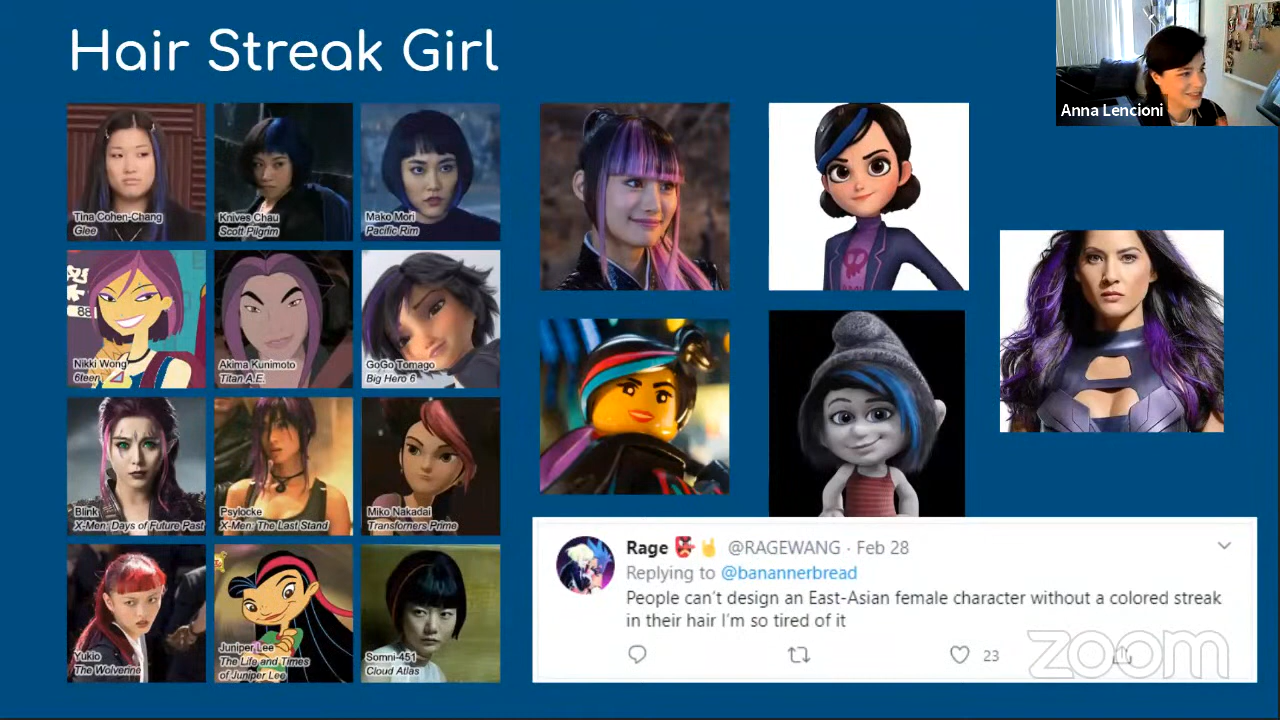 Hair Streak Girl
Anna Lencioni
Tina Cohen-Chang
Glee
Knives Chau
Scott Pilgrim
Mako Mori
Pacific Rim
88
Nikki Wong
6teen
Akima Kunimoto
Titan A.E.
GoGo Tomago
Big Hero 6
Blink
X-Men: Days of Future Past
Psylocke
X-Men: The Last Stand
Miko Nakadai
Transformers Prime
Yukio
The Wolverine
Juniper Lee
The Life and Times
of Juniper Lee
Somni-451
Cloud Atlas
Rage 👺🤘 @RAGEWANG · Feb 28
Replying to @banannerbread
People can't design an East-Asian female character without a colored streak
in their hair I'm so tired of it
23
zoom